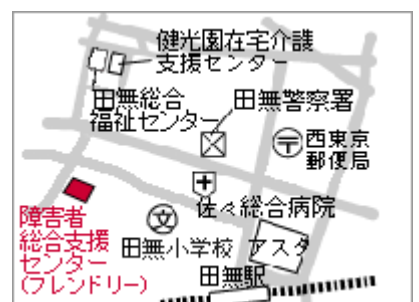 健光園在宅介護
支援センター
田無総合
福祉センター
田無警察署
〒
西東京
郵便局
佐々総合病院
文
田無小学校
アスタ
田無駅
障害者
総合支援
センター
(フレンドリー)